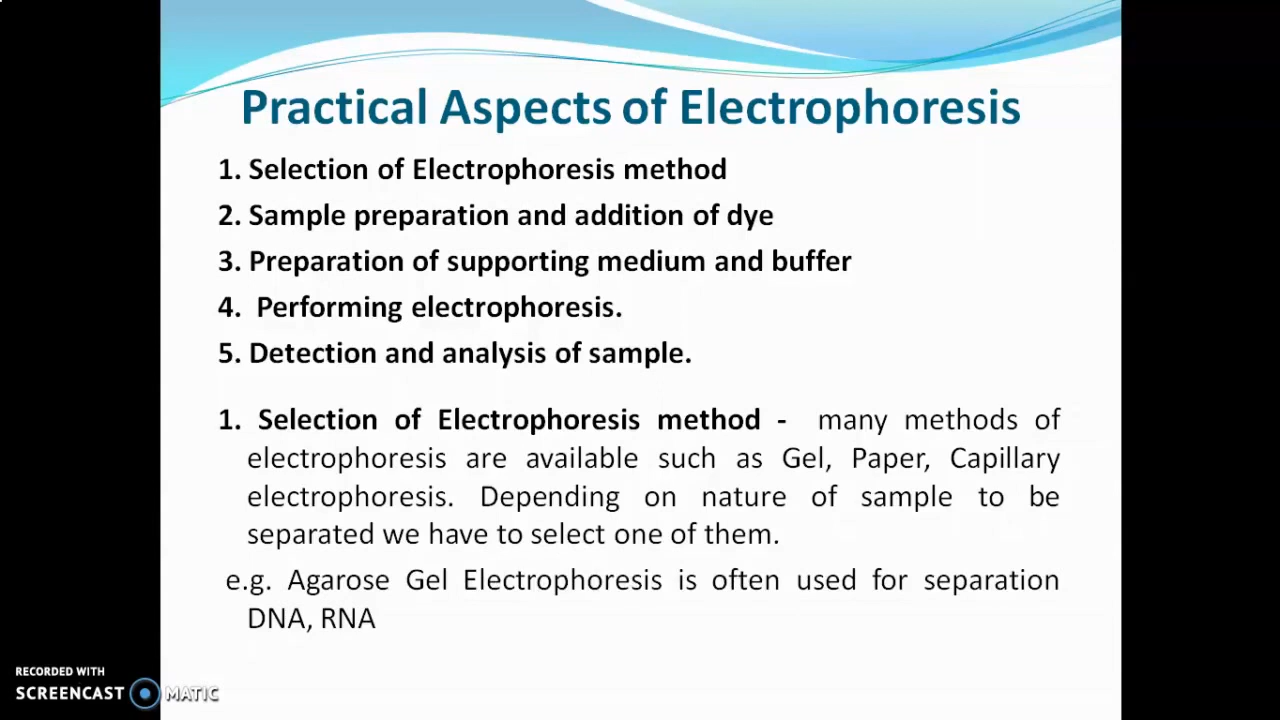 Practical Aspects of Electrophoresis
1. Selection of Electrophoresis method
2. Sample preparation and addition of dye
3. Preparation of supporting medium and buffer
4. Performing electrophoresis.
5. Detection and analysis of sample.
1. Selection of Electrophoresis method - many methods of
electrophoresis are available such as Gel, Paper, Capillary
electrophoresis. Depending on nature of sample to be
separated we have to select one of them.
e.g. Agarose Gel Electrophoresis is often used for separation
DNA, RNA
RECORDED WITH
SCREENCAST MATIC